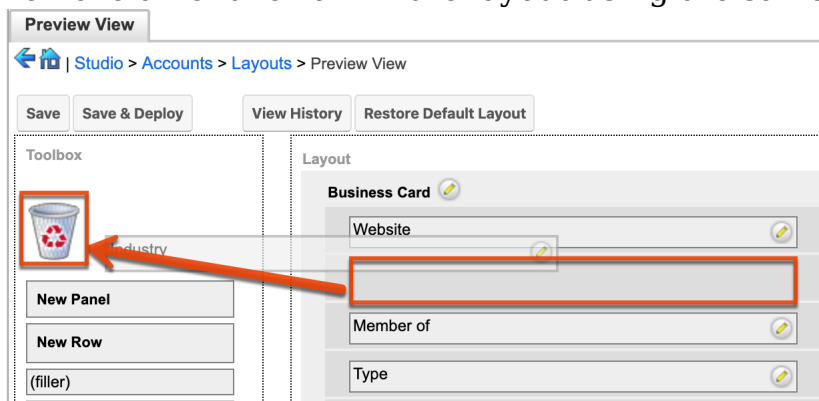 Preview View
| Studio > Accounts > Layouts > Preview View
Save Save & Deploy View History Restore Default Layout
Toolbox
Layout
Business Card
Website
Industry
New Panel
New Row
Member of
(filler)
Type